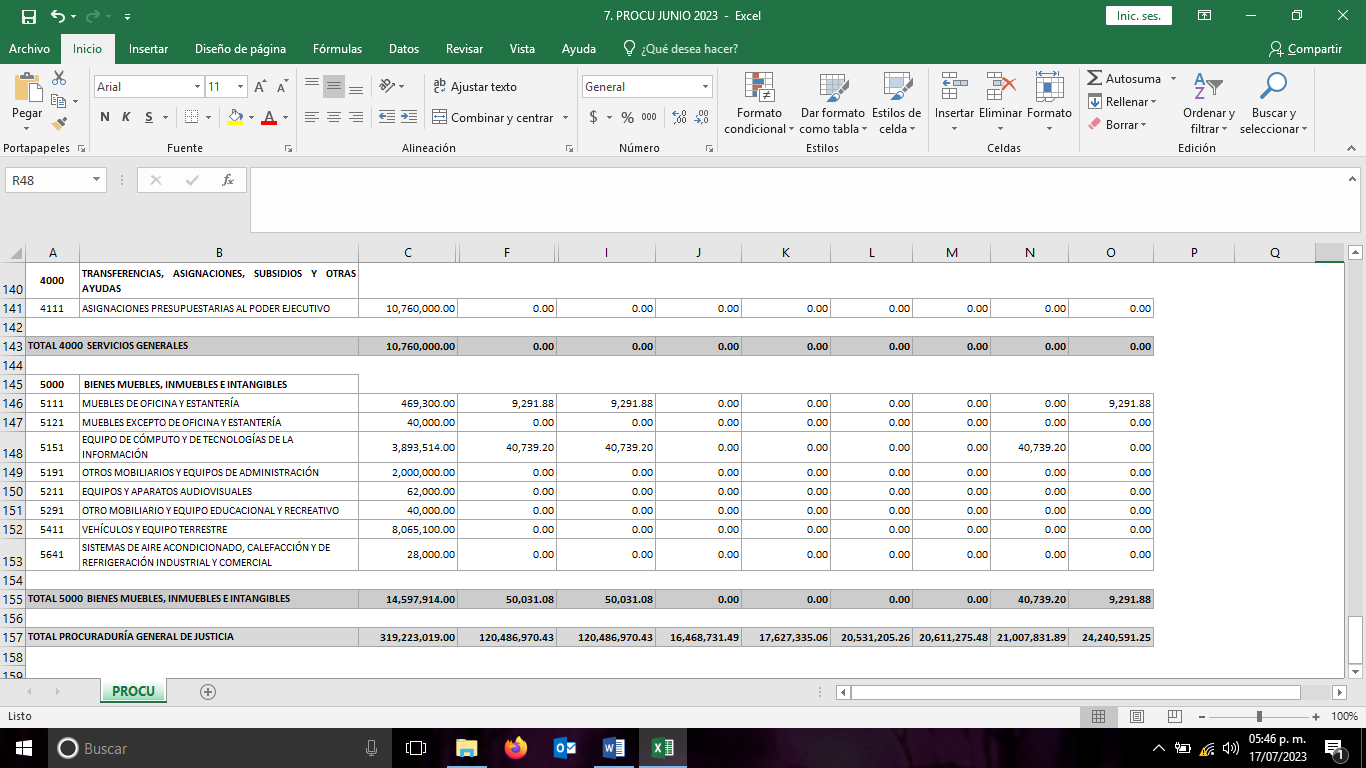 7. PROCU JUNIO 2023 - Excel
Inic. ses.
Archivo Inicio Insertar Diseño de página Fórmulas Datos Revisar Vista Ayuda ¿Qué desea hacer? Compartir
Pegar
Portapapeles
Arial 11
N K S
Fuente
Ajustar texto
Combinar y centrar
Alineación
General
$ % 000
Número
Formato condicional
Dar formato como tabla
Estilos de celda
Estilos
Insertar Eliminar Formato
Celdas
Autosuma
Rellenar
Borrar
Ordenar y filtrar
Buscar y seleccionar
Edición
R48
fx
A B C F I J K L M N O P Q
140 4000 TRANSFERENCIAS, ASIGNACIONES, SUBSIDIOS Y OTRAS
AYUDAS
141 4111 ASIGNACIONES PRESUPUESTARIAS AL PODER EJECUTIVO 10,760,000.00 0.00 0.00 0.00 0.00 0.00 0.00 0.00 0.00
142
143 TOTAL 4000 SERVICIOS GENERALES 10,760,000.00 0.00 0.00 0.00 0.00 0.00 0.00 0.00 0.00
144
145 5000 BIENES MUEBLES, INMUEBLES E INTANGIBLES
146 5111 MUEBLES DE OFICINA Y ESTANTERÍA 469,300.00 9,291.88 9,291.88 0.00 0.00 0.00 0.00 0.00 9,291.88
147 5121 MUEBLES EXCEPTO DE OFICINA Y ESTANTERÍA 40,000.00 0.00 0.00 0.00 0.00 0.00 0.00 0.00 0.00
148 5151 EQUIPO DE CÓMPUTO Y DE TECNOLOGÍAS DE LA
INFORMACIÓN 3,893,514.00 40,739.20 40,739.20 0.00 0.00 0.00 0.00 40,739.20 0.00
149 5191 OTROS MOBILIARIOS Y EQUIPOS DE ADMINISTRACIÓN 2,000,000.00 0.00 0.00 0.00 0.00 0.00 0.00 0.00 0.00
150 5211 EQUIPOS Y APARATOS AUDIOVISUALES 62,000.00 0.00 0.00 0.00 0.00 0.00 0.00 0.00 0.00
151 5291 OTRO MOBILIARIO Y EQUIPO EDUCACIONAL Y RECREATIVO 40,000.00 0.00 0.00 0.00 0.00 0.00 0.00 0.00 0.00
152 5411 VEHÍCULOS Y EQUIPO TERRESTRE 8,065,100.00 0.00 0.00 0.00 0.00 0.00 0.00 0.00 0.00
153 5641 SISTEMAS DE AIRE ACONDICIONADO, CALEFACCIÓN Y DE
REFRIGERACIÓN INDUSTRIAL Y COMERCIAL 28,000.00 0.00 0.00 0.00 0.00 0.00 0.00 0.00 0.00
154
155 TOTAL 5000 BIENES MUEBLES, INMUEBLES E INTANGIBLES 14,597,914.00 50,031.08 50,031.08 0.00 0.00 0.00 0.00 40,739.20 9,291.88
156
157 TOTAL PROCURADURÍA GENERAL DE JUSTICIA 319,223,019.00 120,486,970.43 120,486,970.43 16,468,731.49 17,627,335.06 20,531,205.26 20,611,275.48 21,007,831.89 24,240,591.25
158
159
PROCU
Listo
100%
Buscar
05:46 p. m.
17/07/2023
1